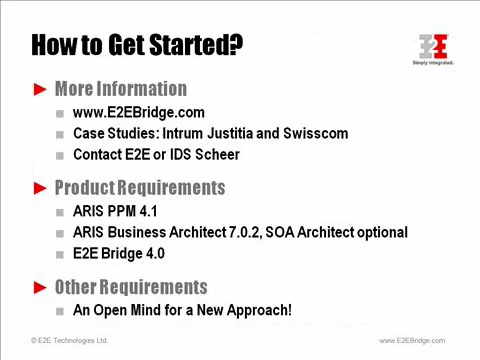 How to Get Started?
E2E
Simply integrated.
More Information
www.E2EBridge.com
Case Studies: Intrum Justitia and Swisscom
Contact E2E or IDS Scheer
Product Requirements
ARIS PPM 4.1
ARIS Business Architect 7.0.2, SOA Architect optional
E2E Bridge 4.0
Other Requirements
An Open Mind for a New Approach!
© E2E Technologies Ltd.
www.E2EBridge.com